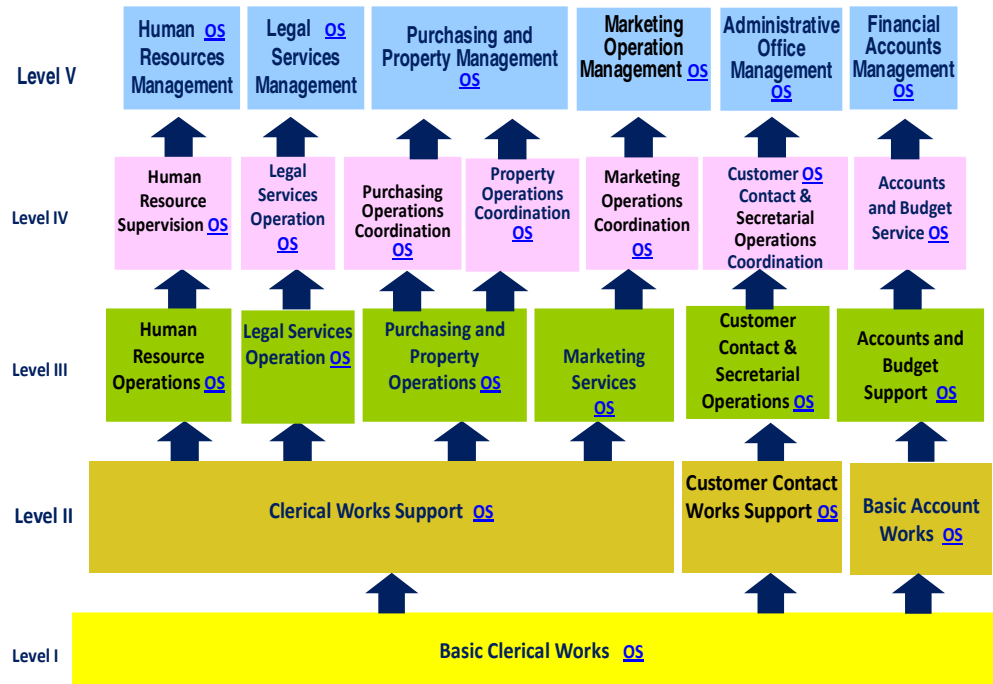 Level V
Human OS
Resources
Management
Legal OS
Services
Management
Purchasing and
Property Management
OS
Marketing
Operation
Management OS
Administrative
Office
Management
OS
Financial
Accounts
Management
OS
Level IV
Human
Resource
Supervision OS
Legal
Services
Operation
OS
Purchasing
Operations
Coordination
OS
Property
Operations
Coordination
OS
Marketing
Operations
Coordination
OS
Customer OS
Contact &
Secretarial
Operations
Coordination
Accounts
and Budget
Service OS
Level III
Human
Resource
Operations OS
Legal Services
Operation OS
Purchasing and
Property
Operations OS
Marketing
Services
OS
Customer
Contact &
Secretarial
Operations OS
Accounts and
Budget
Support OS
Level II
Clerical Works Support OS
Customer Contact
Works Support OS
Basic Account
Works OS
Level I
Basic Clerical Works OS